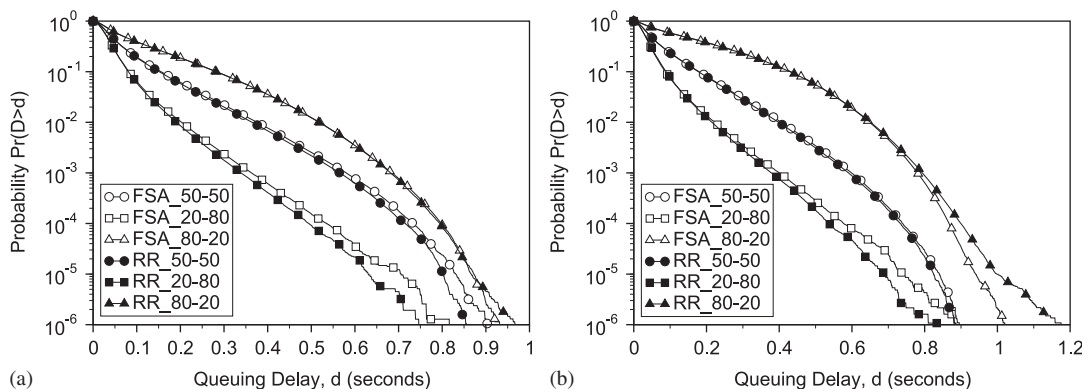 10^0
10^-1
10^-2
10^-3
10^-4
10^-5
10^-6
Probability Pr(D>d)
FSA_50-50
FSA_20-80
FSA_80-20
RR_50-50
RR_20-80
RR_80-20
0 0.1 0.2 0.3 0.4 0.5 0.6 0.7 0.8 0.9 1
Queuing Delay, d (seconds)
(a)
10^0
10^-1
10^-2
10^-3
10^-4
10^-5
10^-6
Probability Pr(D>d)
FSA_50-50
FSA_20-80
FSA_80-20
RR_50-50
RR_20-80
RR_80-20
0 0.2 0.4 0.6 0.8 1 1.2
Queuing Delay, d (seconds)
(b)